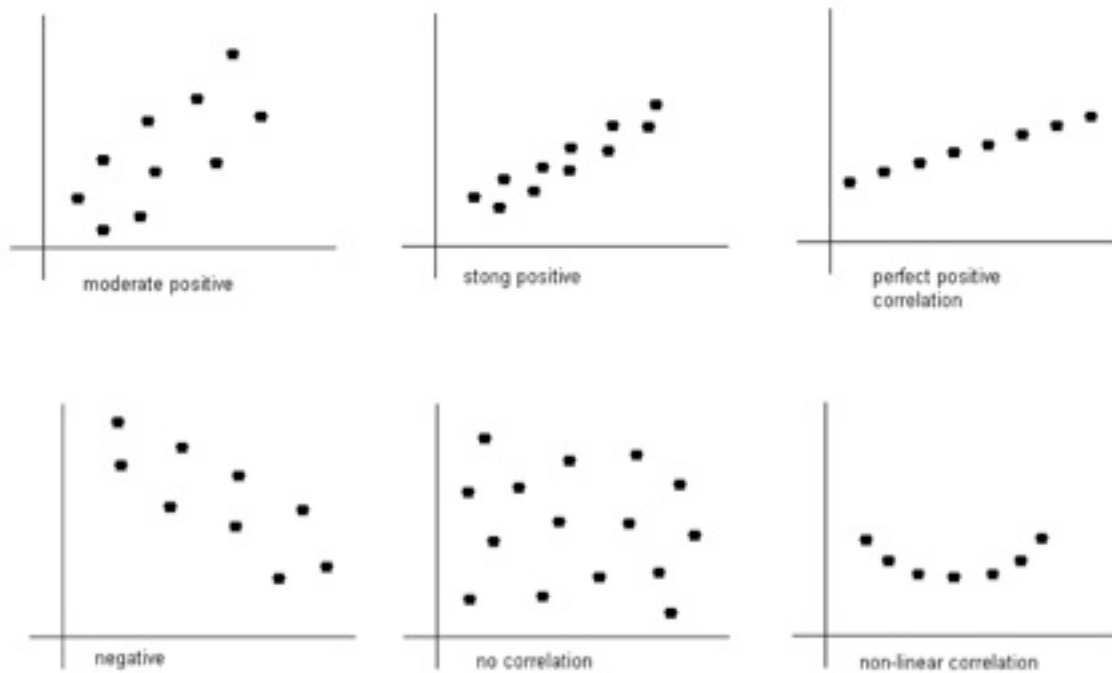 moderate positive
stong positive
perfect positive
correlation
negative
no correlation
non-linear correlation